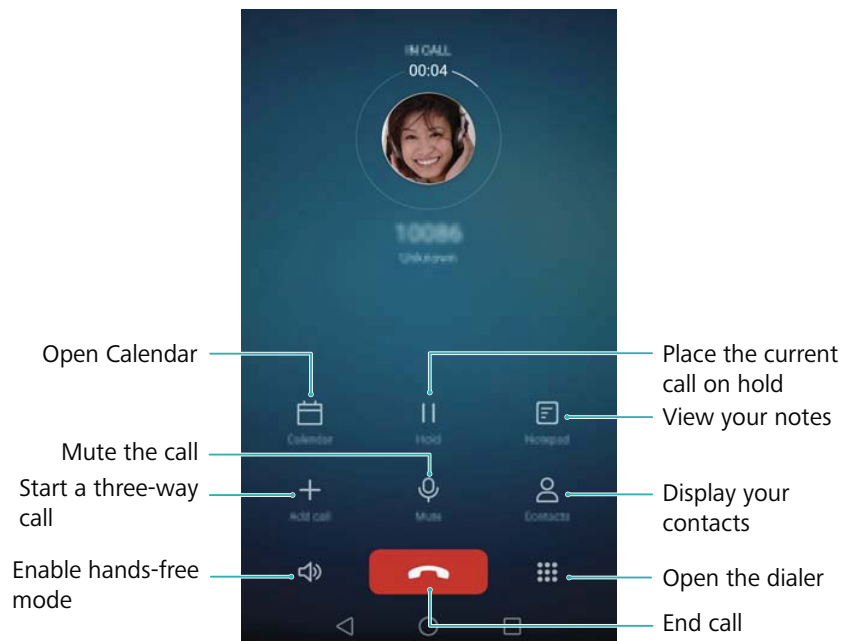 IN CALL
00:04
10086
Unknown
Open Calendar
Place the current
call on hold
View your notes
Calendar
Hold
Notepad
Mute the call
Start a three-way
call
Display your
contacts
Add call
Mute
Contacts
Enable hands-free
mode
Open the dialer
End call